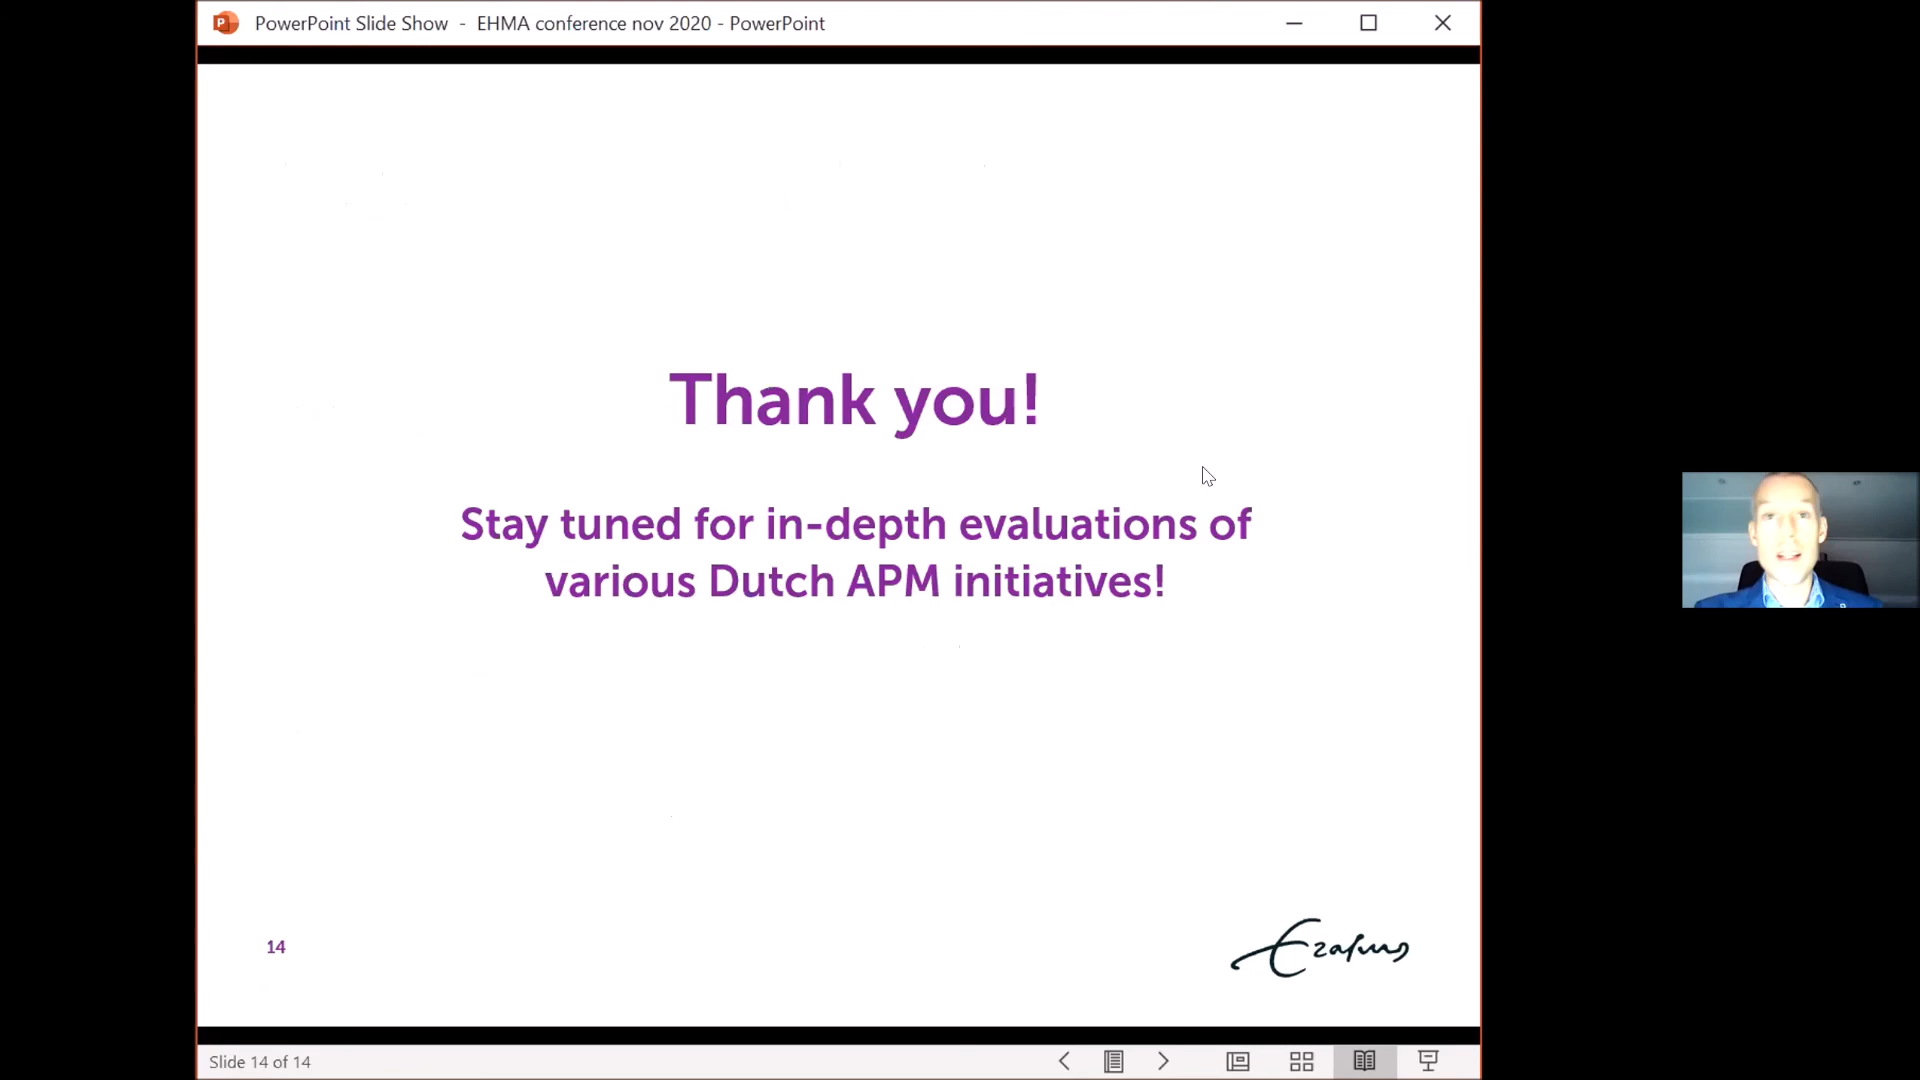 PowerPoint Slide Show - EHMA conference nov 2020 - PowerPoint
Thank you!
Stay tuned for in-depth evaluations of
various Dutch APM initiatives!
14
Erasmus
Slide 14 of 14